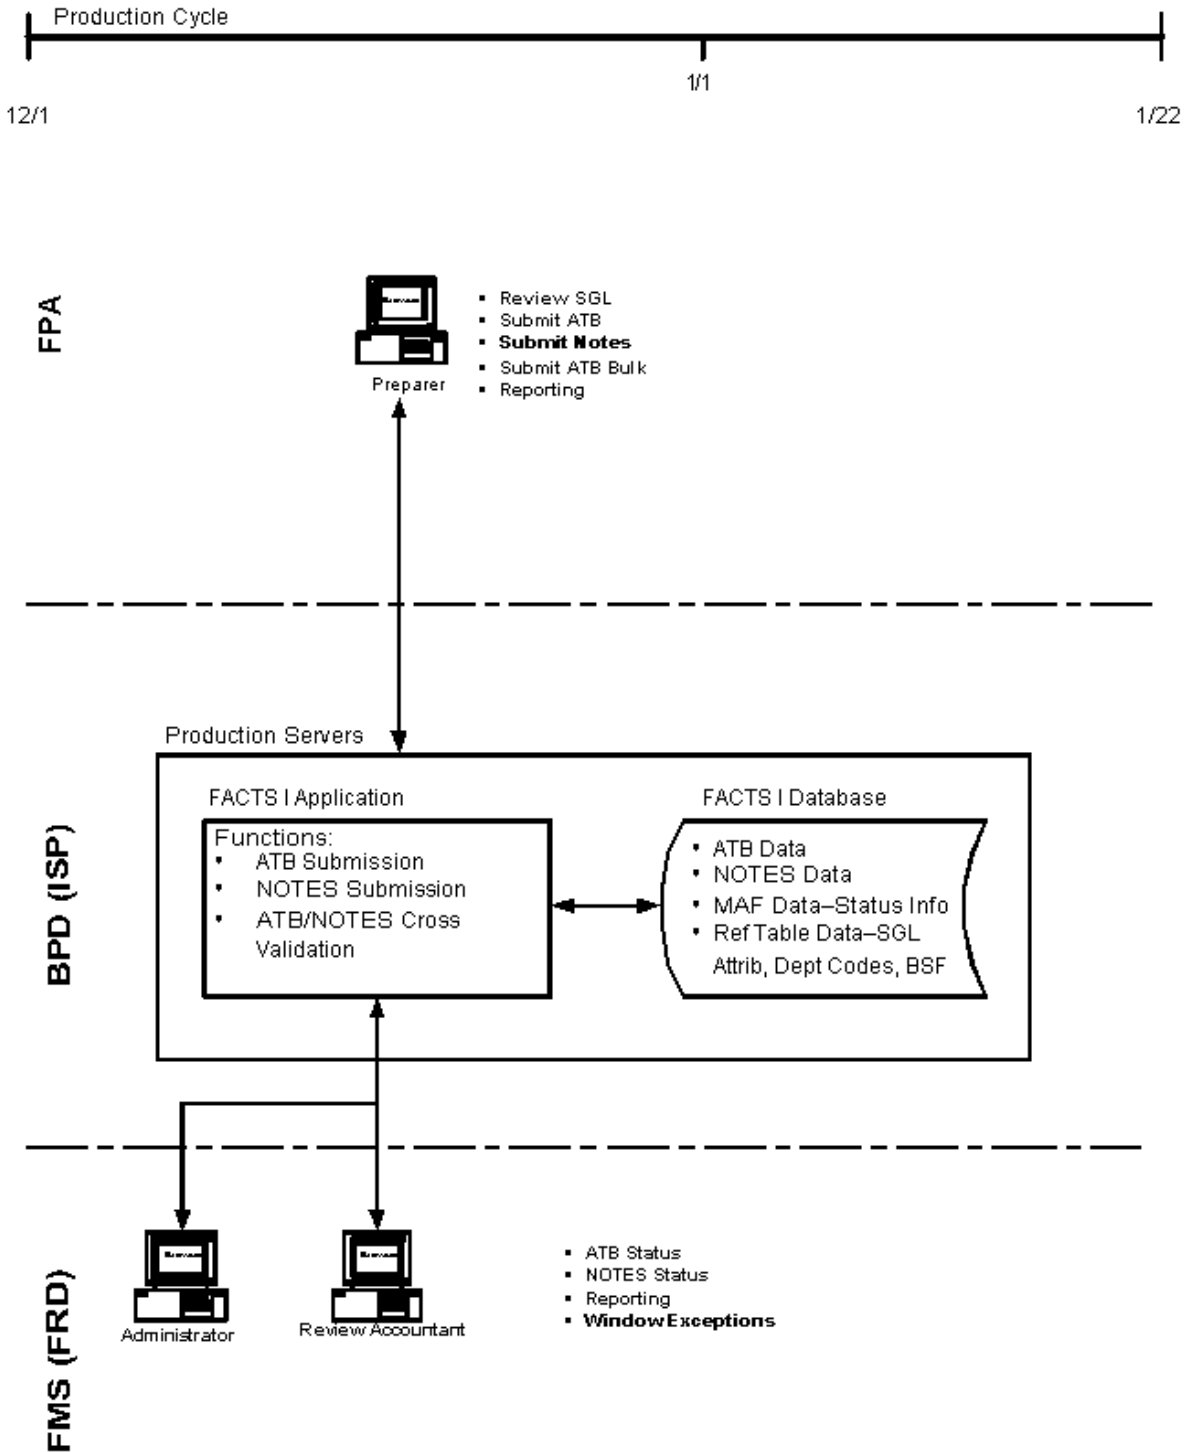 Production Cycle
1/1
12/1
1/22
FPA
▪ Review SGL
▪ Submit ATB
▪ Submit Notes
▪ Submit ATB Bulk
▪ Reporting
Preparer
Production Servers
BPD (ISP)
FACTS I Application
Functions:
• ATB Submission
• NOTES Submission
• ATB/NOTES Cross
Validation
FACTS I Database
• ATB Data
• NOTES Data
• MAF Data–Status Info
• Ref Table Data–SGL
Attrib, Dept Codes, BSF
FMS (FRD)
Administrator
Review Accountant
▪ ATB Status
▪ NOTES Status
▪ Reporting
▪ Window Exceptions